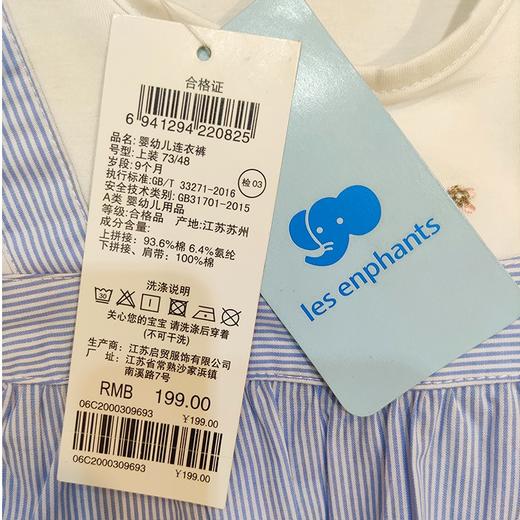 合格证
6 941294 220825
品名:婴幼儿连衣裤
号型:上装 73/48
岁段:9个月
执行标准:GB/T 33271-2016
检 03
安全技术类别:GB31701-2015
A类 婴幼儿用品
等级:合格品 产地:江苏苏州
成分含量:
上拼接: 93.6%棉 6.4%氨纶
下拼接、肩带: 100%棉
洗涤说明
30
关心您的宝宝 请洗涤后穿着
(不可干洗)
生产商:江苏启贸服饰有限公司
厂 址:江苏省常熟沙家浜镇
南溪路7号
RMB 199.00
06C2000309693 ¥199.00
06C2000309693
¥199.00
les enphants